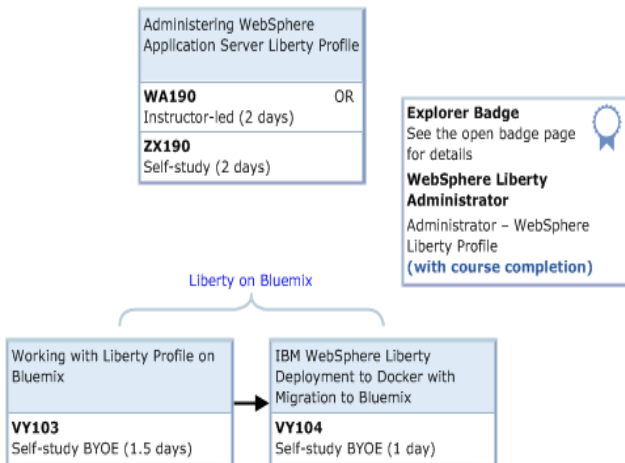 Administering WebSphere
Application Server Liberty Profile
WA190 OR
Instructor-led (2 days)
ZX190
Self-study (2 days)
Explorer Badge
See the open badge page
for details
WebSphere Liberty
Administrator
Administrator – WebSphere
Liberty Profile
(with course completion)
Liberty on Bluemix
Working with Liberty Profile on
Bluemix
VY103
Self-study BYOE (1.5 days)
IBM WebSphere Liberty
Deployment to Docker with
Migration to Bluemix
VY104
Self-study BYOE (1 day)